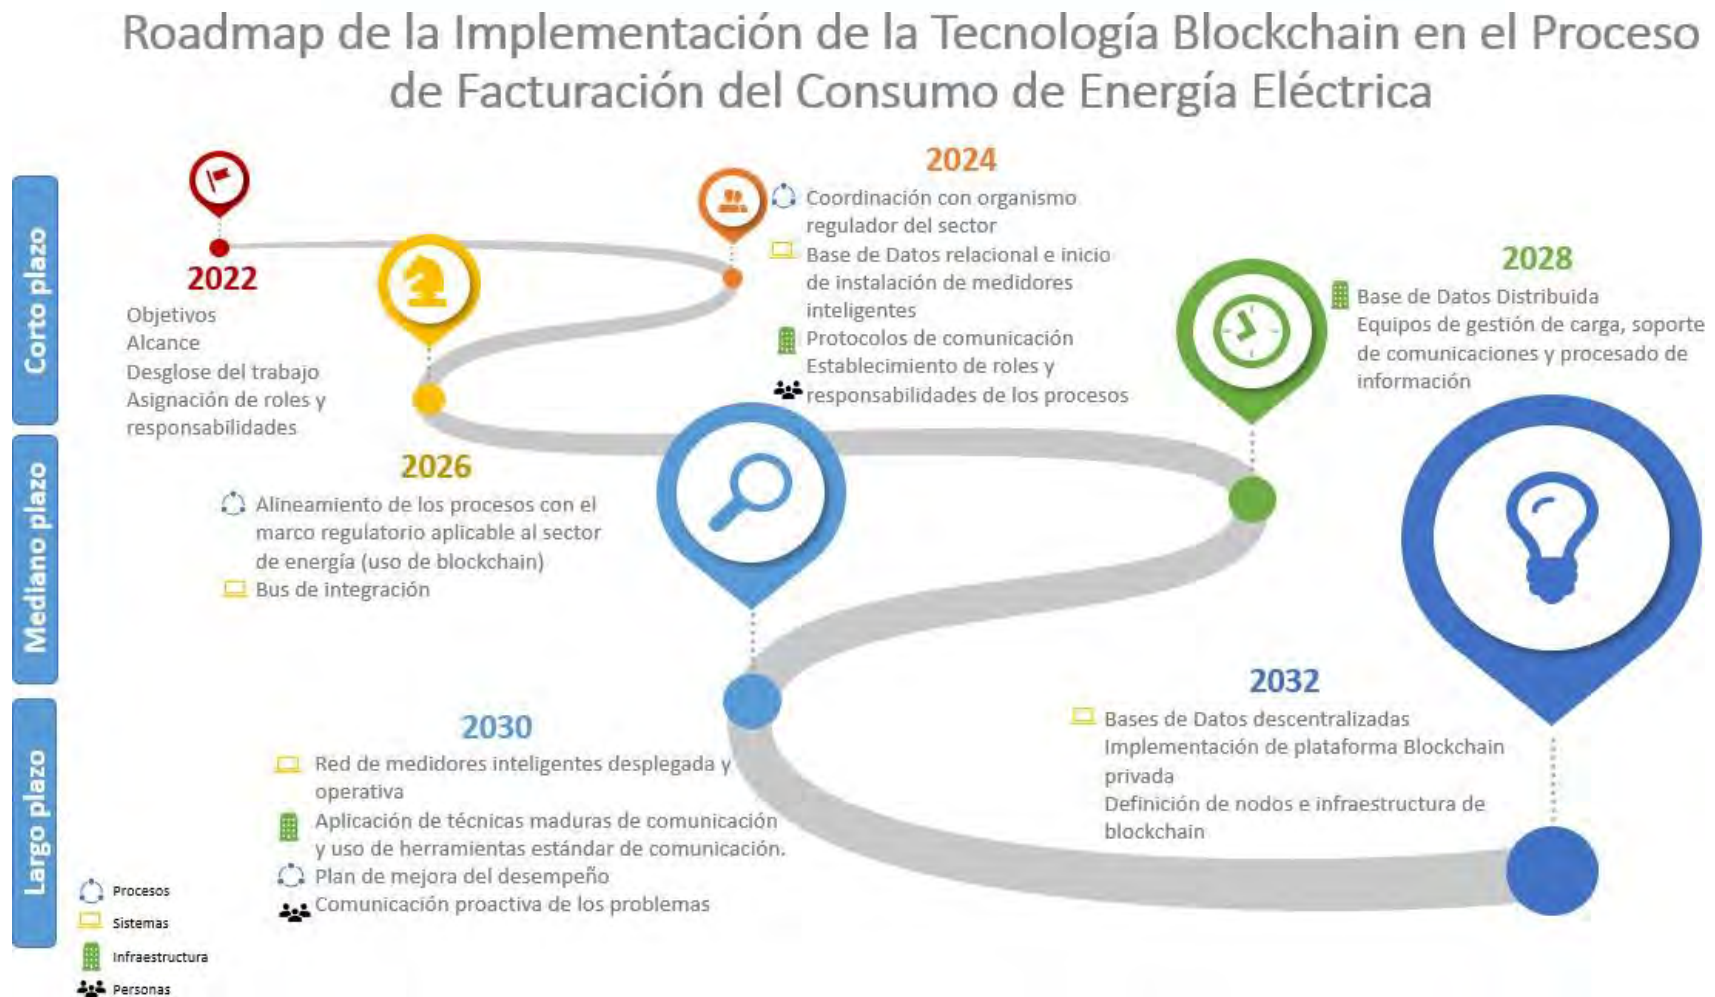 Roadmap de la Implementación de la Tecnología Blockchain en el Proceso
de Facturación del Consumo de Energía Eléctrica
Corto plazo
2022
Objetivos
Alcance
Desglose del trabajo
Asignación de roles y
responsabilidades
2024
Coordinación con organismo
regulador del sector
Base de Datos relacional e inicio
de instalación de medidores
inteligentes
Protocolos de comunicación
Establecimiento de roles y
responsabilidades de los procesos
2028
Base de Datos Distribuida
Equipos de gestión de carga, soporte
de comunicaciones y procesado de
información
Mediano plazo
2026
Alineamiento de los procesos con el
marco regulatorio aplicable al sector
de energía (uso de blockchain)
Bus de integración
Largo plazo
2030
Red de medidores inteligentes desplegada y
operativa
Aplicación de técnicas maduras de comunicación
y uso de herramientas estándar de comunicación.
Plan de mejora del desempeño
Comunicación proactiva de los problemas
2032
Bases de Datos descentralizadas
Implementación de plataforma Blockchain
privada
Definición de nodos e infraestructura de
blockchain
Procesos
Sistemas
Infraestructura
Personas